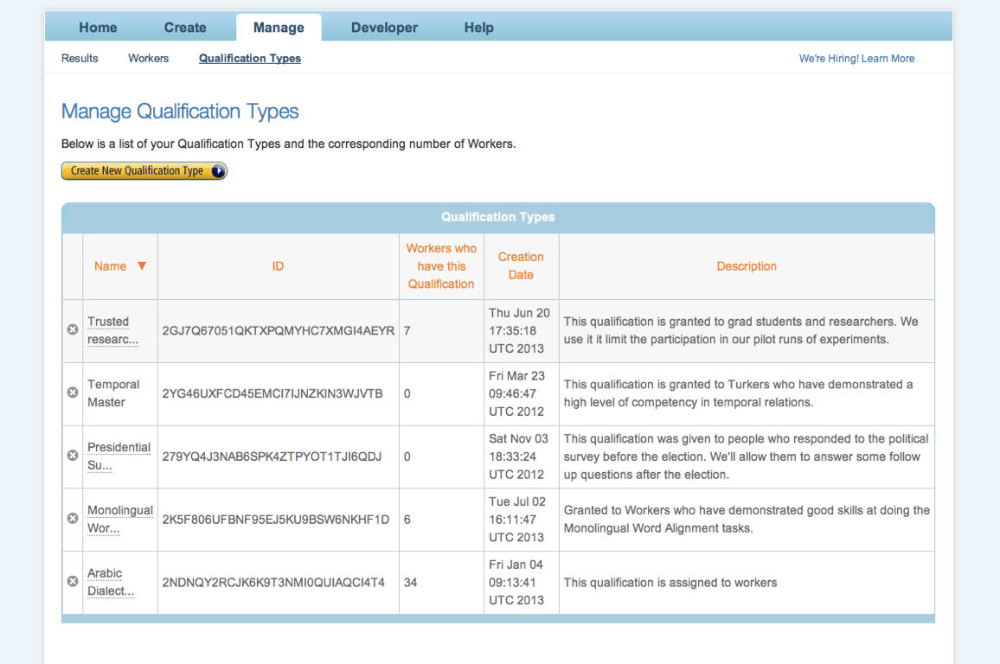 Home Create Manage Developer Help
Results Workers Qualification Types We're Hiring! Learn More
Manage Qualification Types
Below is a list of your Qualification Types and the corresponding number of Workers.
Create New Qualification Type
Qualification Types
Name ▼
ID
Workers who
have this
Qualification
Creation
Date
Description
Trusted
researc...
2GJ7Q67051QKTXPQMYHC7XMGI4AEYR
7
Thu Jun 20
17:35:18
UTC 2013
This qualification is granted to grad students and researchers. We
use it it limit the participation in our pilot runs of experiments.
Temporal
Master
2YG46UXFCD45EMCI7IJNZKIN3WJVTB
0
Fri Mar 23
09:46:47
UTC 2012
This qualification is granted to Turkers who have demonstrated a
high level of competency in temporal relations.
Presidential
Su...
279YQ4J3NAB6SPK4ZTPYOT1TJI6QDJ
0
Sat Nov 03
18:33:24
UTC 2012
This qualification was given to people who responded to the political
survey before the election. We'll allow them to answer some follow
up questions after the election.
Monolingual
Wor...
2K5F806UFBNF95EJ5KU9BSW6NKHF1D
6
Tue Jul 02
16:11:47
UTC 2013
Granted to Workers who have demonstrated good skills at doing the
Monolingual Word Alignment tasks.
Arabic
Dialect...
2NDNQY2RCJK6K9T3NMI0QUIAQCI4T4
34
Fri Jan 04
09:13:41
UTC 2013
This qualification is assigned to workers